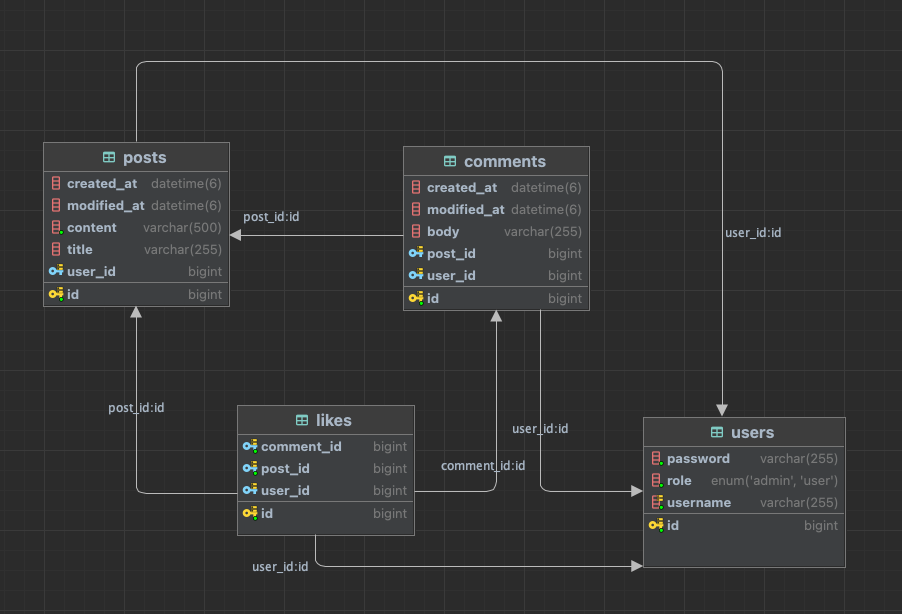 posts
created_at datetime(6)
modified_at datetime(6)
content varchar(500)
title varchar(255)
user_id bigint
id bigint
post_id:id
comments
created_at datetime(6)
modified_at datetime(6)
body varchar(255)
post_id bigint
user_id bigint
id bigint
user_id:id
post_id:id
likes
comment_id bigint
post_id bigint
user_id bigint
id bigint
comment_id:id
user_id:id
users
password varchar(255)
role enum('admin', 'user')
username varchar(255)
id bigint
user_id:id